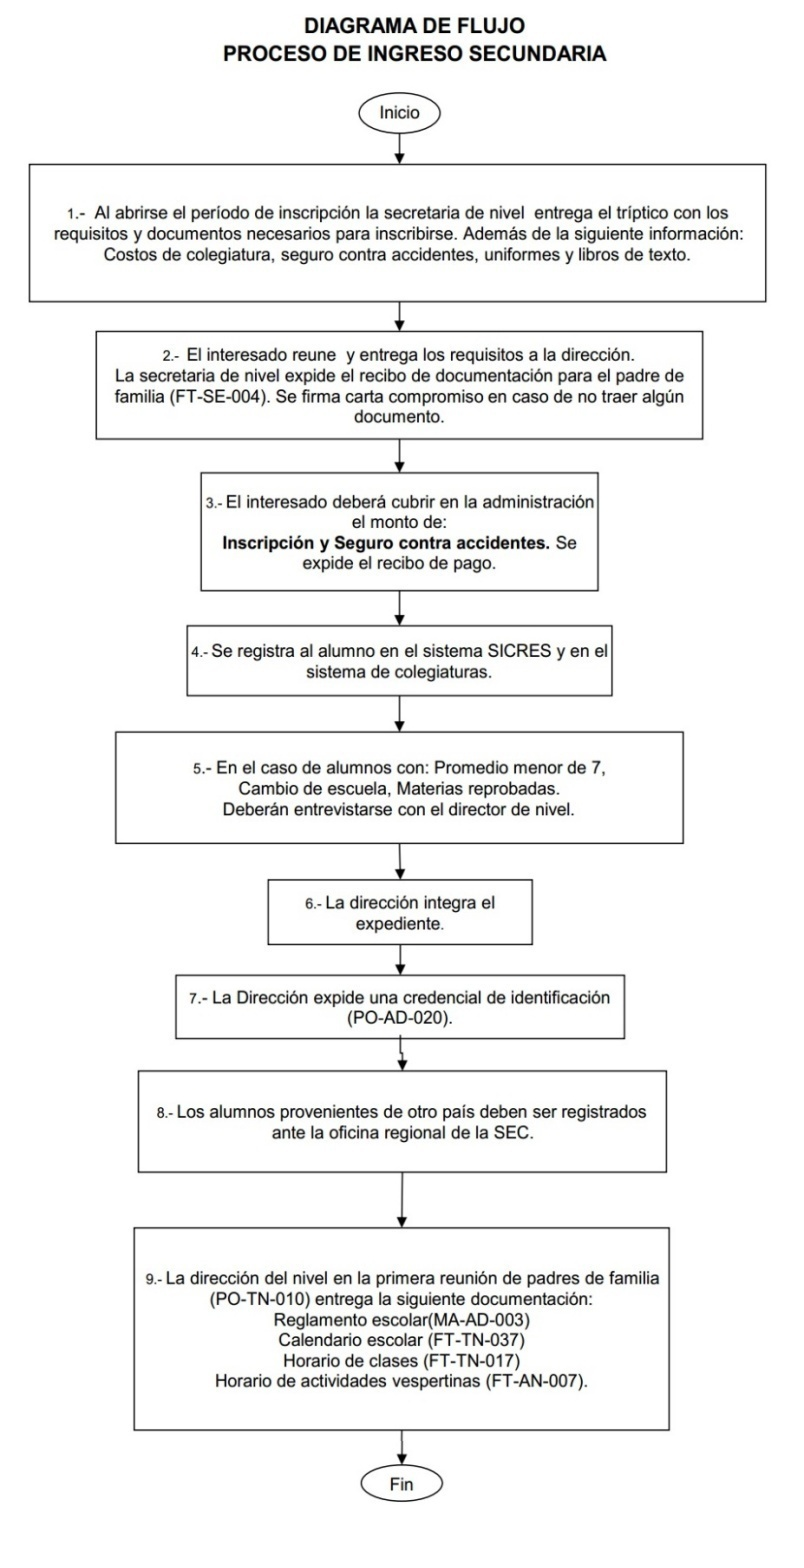 DIAGRAMA DE FLUJO
PROCESO DE INGRESO SECUNDARIA
Inicio
1.- Al abrirse el período de inscripción la secretaria de nivel entrega el tríptico con los
requisitos y documentos necesarios para inscribirse. Además de la siguiente información:
Costos de colegiatura, seguro contra accidentes, uniformes y libros de texto.
2.- El interesado reune y entrega los requisitos a la dirección.
La secretaria de nivel expide el recibo de documentación para el padre de
familia (FT-SE-004). Se firma carta compromiso en caso de no traer algún
documento.
3.- El interesado deberá cubrir en la administración
el monto de:
Inscripción y Seguro contra accidentes. Se
expide el recibo de pago.
4.- Se registra al alumno en el sistema SICRES y en el
sistema de colegiaturas.
5.- En el caso de alumnos con: Promedio menor de 7,
Cambio de escuela, Materias reprobadas.
Deberán entrevistarse con el director de nivel.
6.- La dirección integra el
expediente.
7.- La Dirección expide una credencial de identificación
(PO-AD-020).
8.- Los alumnos provenientes de otro país deben ser registrados
ante la oficina regional de la SEC.
9.- La dirección del nivel en la primera reunión de padres de familia
(PO-TN-010) entrega la siguiente documentación:
Reglamento escolar(MA-AD-003)
Calendario escolar (FT-TN-037)
Horario de clases (FT-TN-017)
Horario de actividades vespertinas (FT-AN-007).
Fin